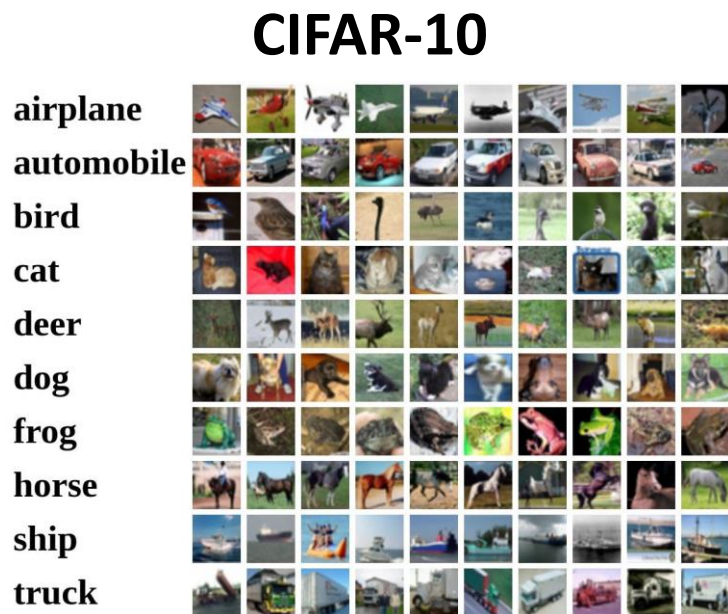 CIFAR-10
airplane
automobile
bird
cat
deer
dog
frog
horse
ship
truck